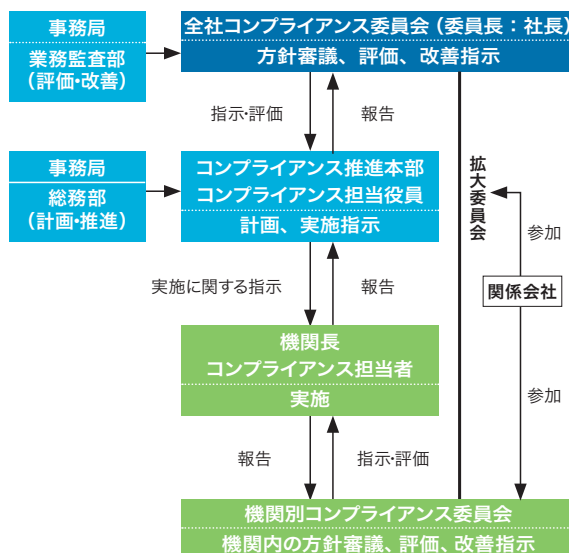 事務局
業務監査部
(評価・改善)
全社コンプライアンス委員会(委員長:社長)
方針審議、評価、改善指示
指示・評価
報告
事務局
総務部
(計画・推進)
コンプライアンス推進本部
コンプライアンス担当役員
計画、実施指示
拡大委員会
参加
関係会社
実施に関する指示
報告
機関長
コンプライアンス担当者
実施
参加
報告
指示・評価
機関別コンプライアンス委員会
機関内の方針審議、評価、改善指示